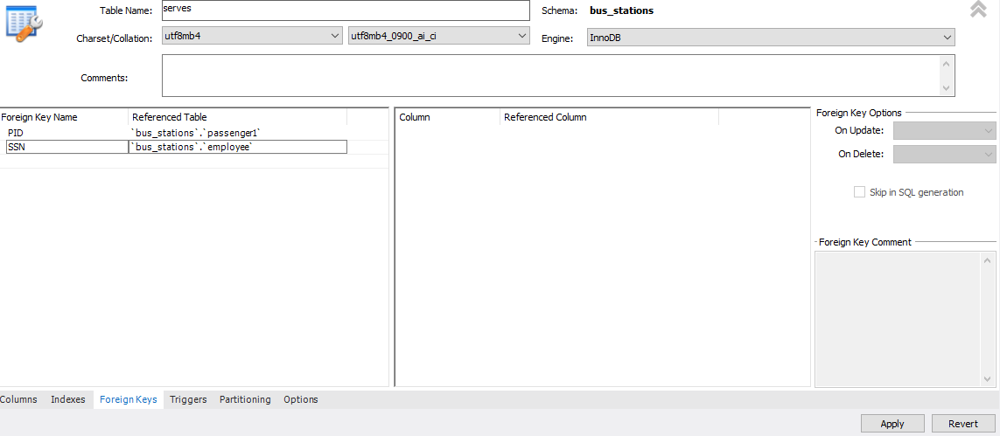 Table Name: serves Schema: bus_stations
Charset/Collation: utf8mb4 utf8mb4_0900_ai_ci Engine: InnoDB
Comments:
Foreign Key Name Referenced Table
PID `bus_stations`.`passenger1`
SSN `bus_stations`.`employee`
Column Referenced Column
Foreign Key Options
On Update:
On Delete:
Skip in SQL generation
Foreign Key Comment
Columns Indexes Foreign Keys Triggers Partitioning Options
Apply Revert